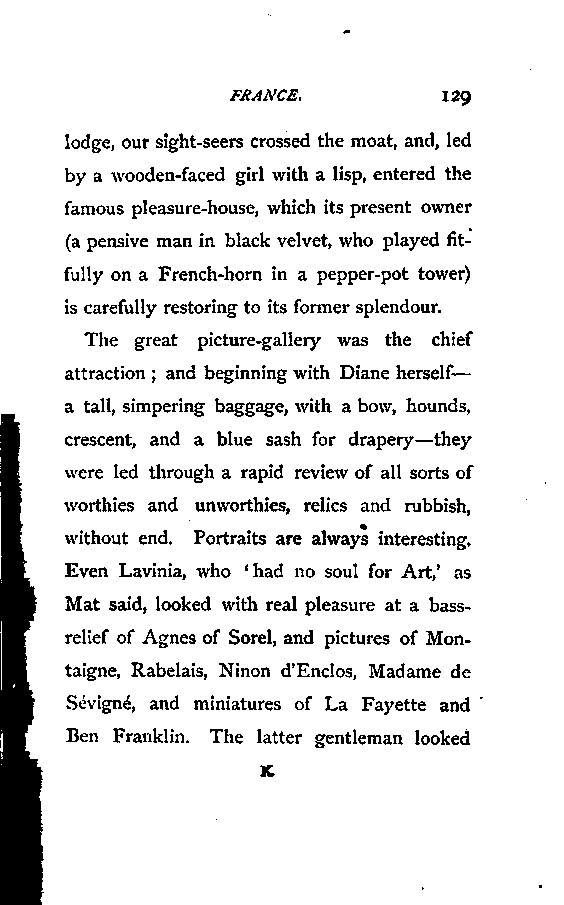 FRANCE. 129
lodge, our sight-seers crossed the moat, and, led
by a wooden-faced girl with a lisp, entered the
famous pleasure-house, which its present owner
(a pensive man in black velvet, who played fit-
fully on a French-horn in a pepper-pot tower)
is carefully restoring to its former splendour.
The great picture-gallery was the chief
attraction ; and beginning with Diane herself—
a tall, simpering baggage, with a bow, hounds,
crescent, and a blue sash for drapery—they
were led through a rapid review of all sorts of
worthies and unworthies, relics and rubbish,
without end. Portraits are always interesting.
Even Lavinia, who ‘had no soul for Art,’ as
Mat said, looked with real pleasure at a bass-
relief of Agnes of Sorel, and pictures of Mon-
taigne, Rabelais, Ninon d’Enclos, Madame de
Sévigné, and miniatures of La Fayette and
Ben Franklin. The latter gentleman looked
K